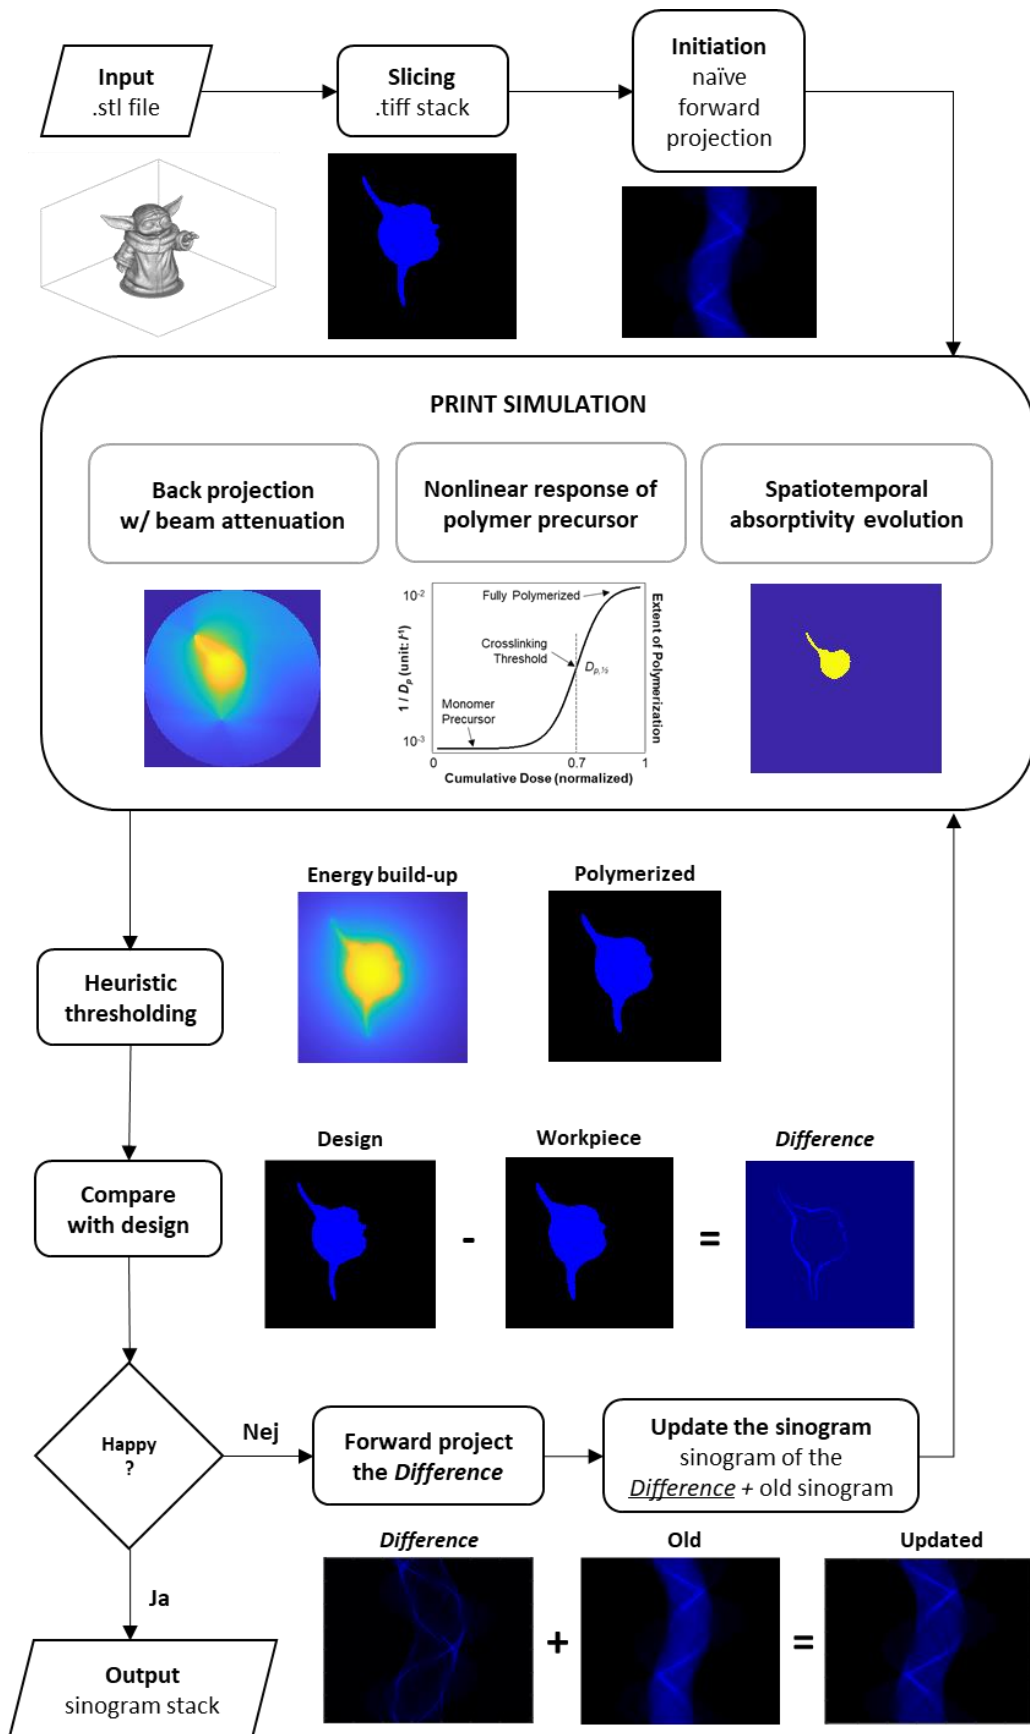 Input
.stl file
Slicing
.tiff stack
Initiation
naïve
forward
projection
PRINT SIMULATION
Back projection
w/ beam attenuation
Nonlinear response of
polymer precursor
Spatiotemporal
absorptivity evolution
10⁻²
10⁻³
1 / Dₚ (unit: l⁻¹)
Fully Polymerized
Crosslinking
Threshold
Dₚ,½
Monomer
Precursor
Extent of Polymerization
0
0.7
1
Cumulative Dose (normalized)
Energy build-up
Polymerized
Heuristic
thresholding
Design
Workpiece
Difference
Compare
with design
-
=
Happy
?
Nej
Forward project
the Difference
Update the sinogram
sinogram of the
Difference + old sinogram
Ja
Difference
Old
Updated
+
=
Output
sinogram stack